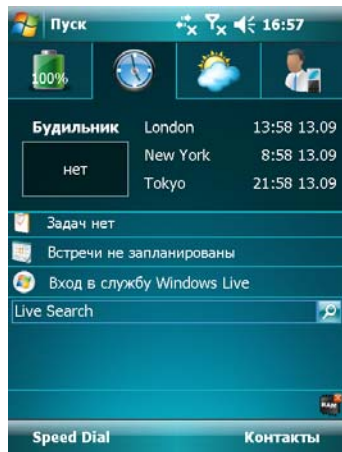 Пуск 16:57
100%
Будильник
нет
London 13:58 13.09
New York 8:58 13.09
Tokyo 21:58 13.09
Задач нет
Встречи не запланированы
Вход в службу Windows Live
Live Search
RAM
Speed Dial Контакты